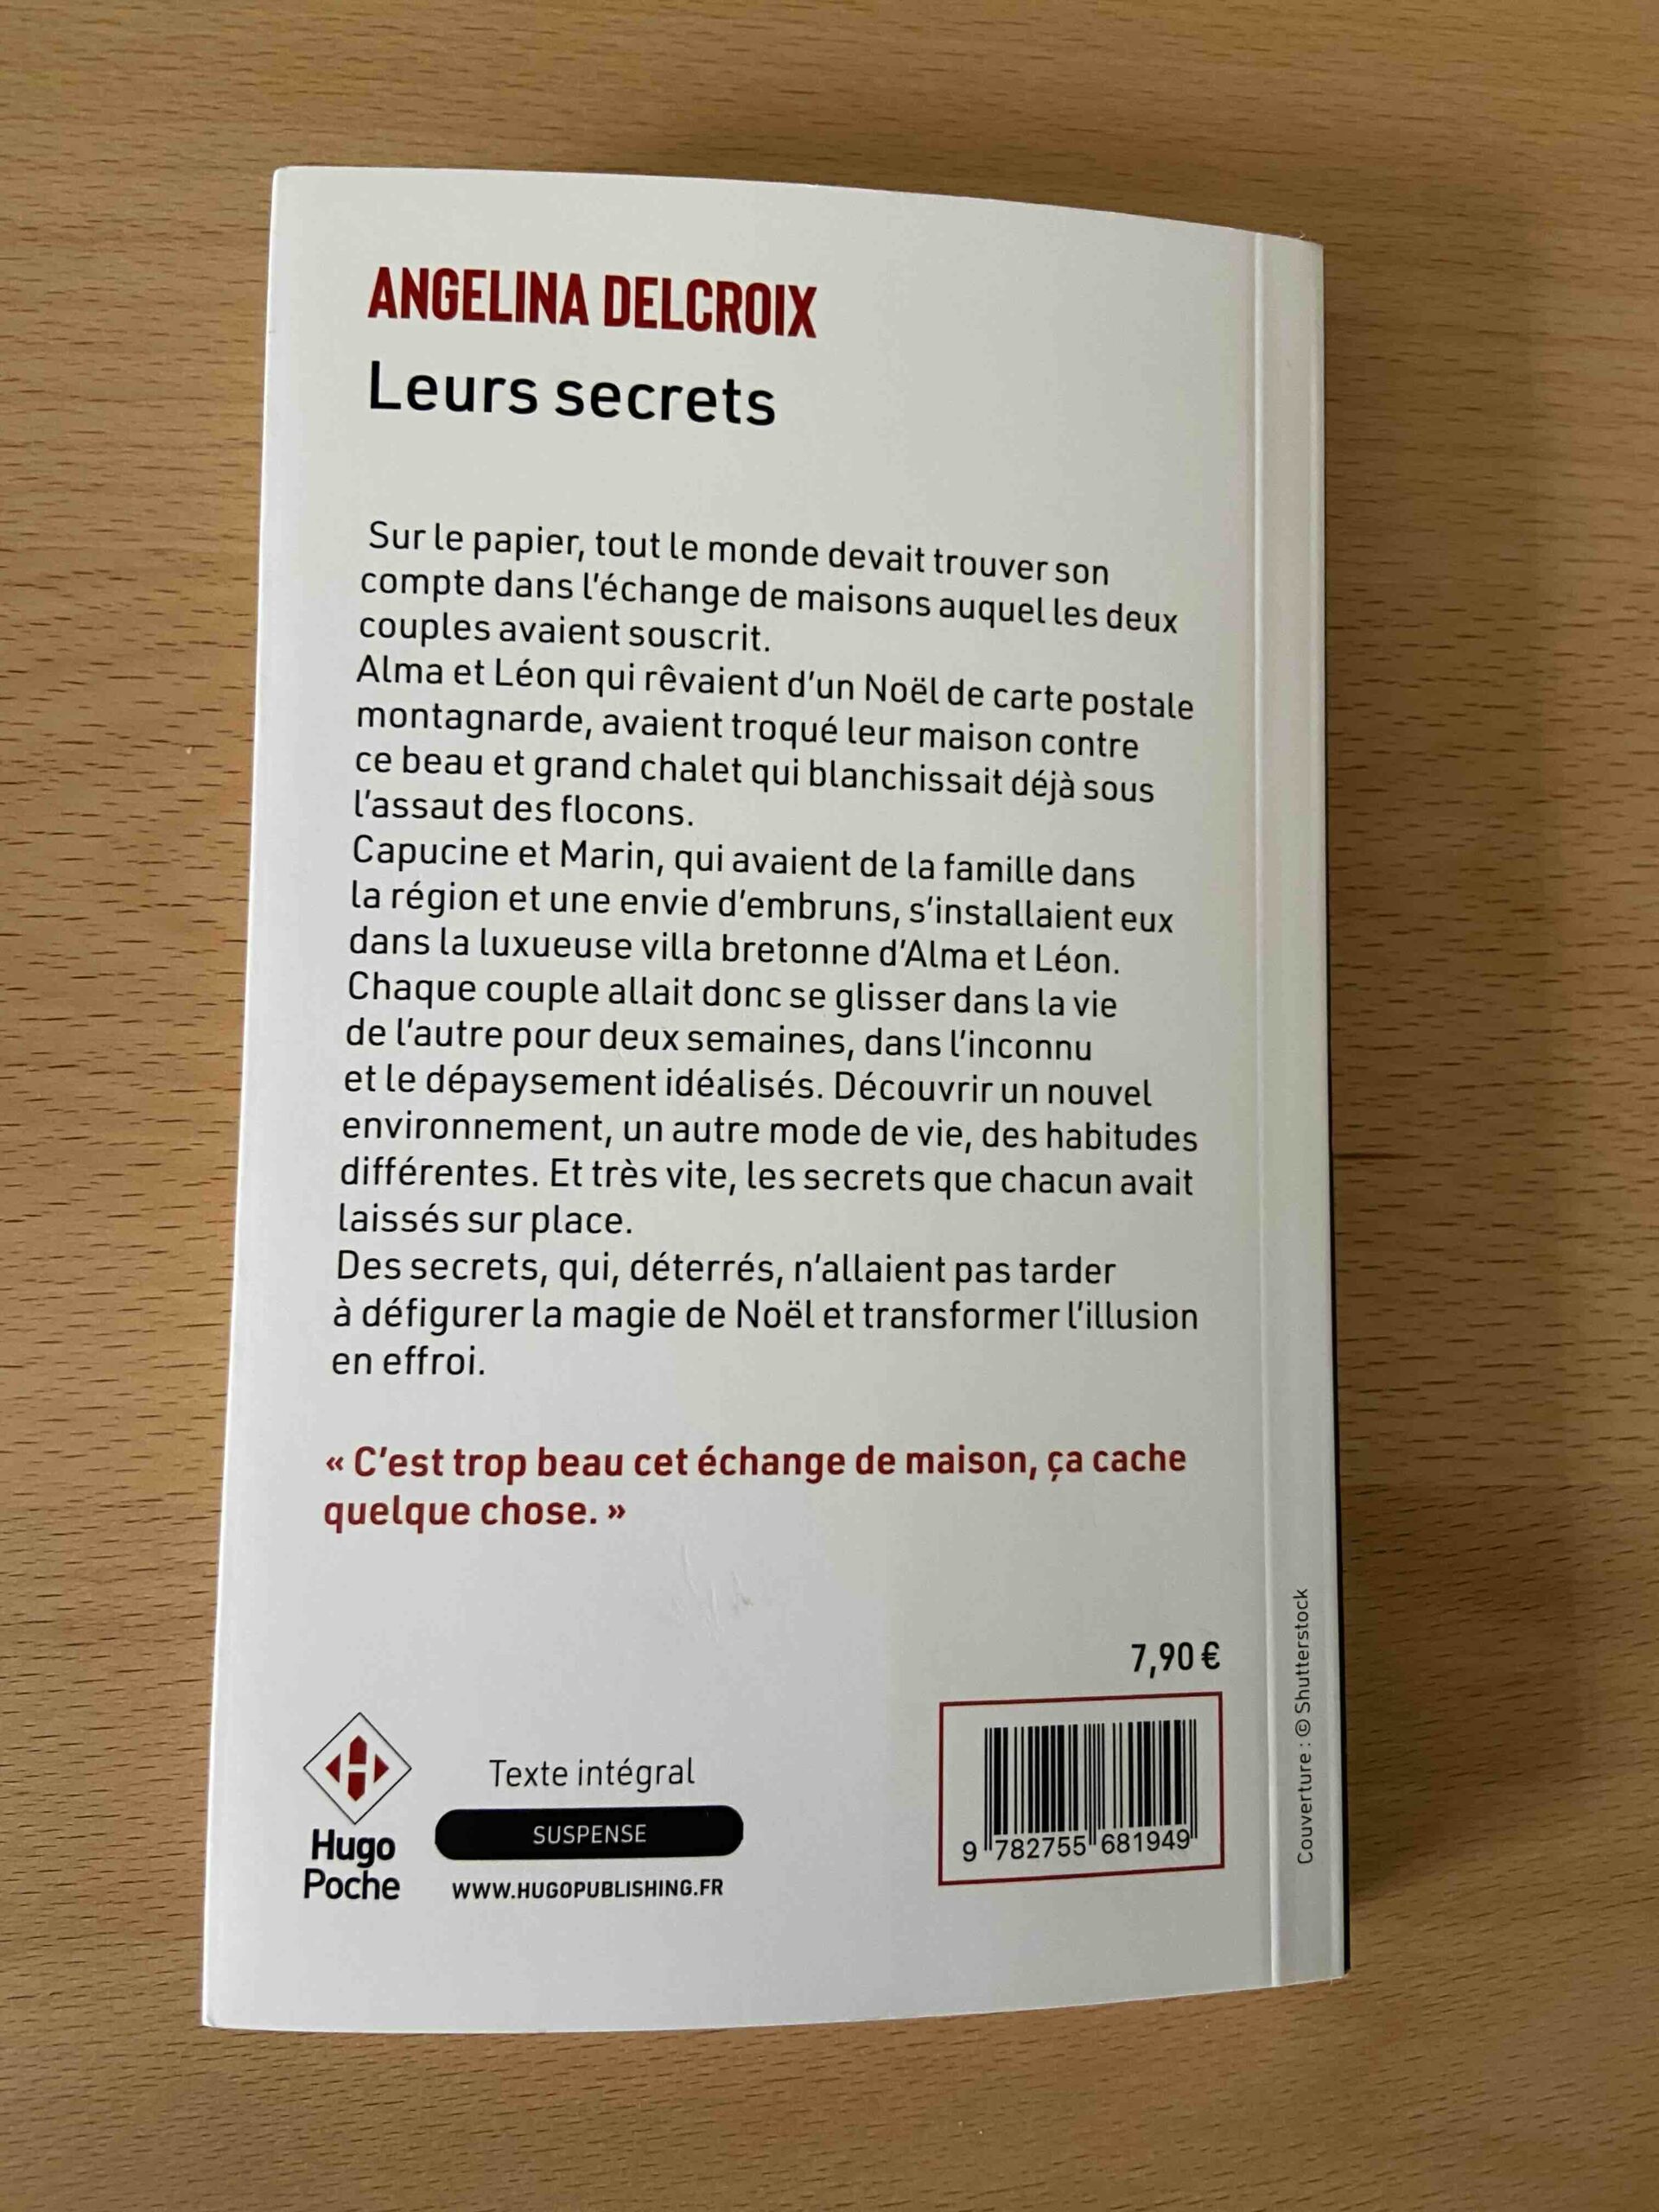 ANGELINA DELCROIX
Leurs secrets
Sur le papier, tout le monde devait trouver son
compte dans l'échange de maisons auquel les deux
couples avaient souscrit.
Alma et Léon qui rêvaient d'un Noël de carte postale
montagnarde, avaient troqué leur maison contre
ce beau et grand chalet qui blanchissait déjà sous
l'assaut des flocons.
Capucine et Marin, qui avaient de la famille dans
la région et une envie d'embruns, s'installaient eux
dans la luxueuse villa bretonne d'Alma et Léon.
Chaque couple allait donc se glisser dans la vie
de l'autre pour deux semaines, dans l'inconnu
et le dépaysement idéalisés. Découvrir un nouvel
environnement, un autre mode de vie, des habitudes
différentes. Et très vite, les secrets que chacun avait
laissés sur place.
Des secrets, qui, déterrés, n'allaient pas tarder
à défigurer la magie de Noël et transformer l'illusion
en effroi.
« C'est trop beau cet échange de maison, ça cache
quelque chose. »
7,90 €
Hugo
Poche
Texte intégral
SUSPENSE
WWW.HUGOPUBLISHING.FR
9 782755 681949
Couverture : © Shutterstock